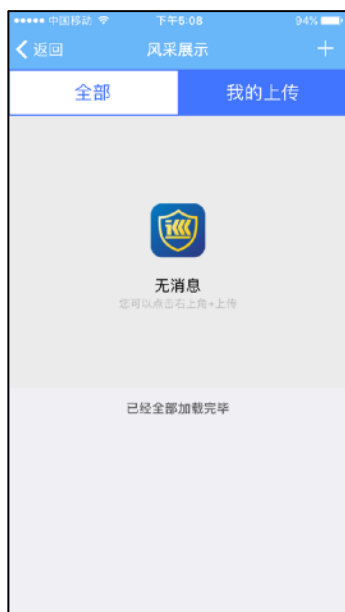 中国移动 下午5:08 94%
返回 风采展示 +
全部 我的上传
无消息
您可以点击右上角+上传
已经全部加载完毕